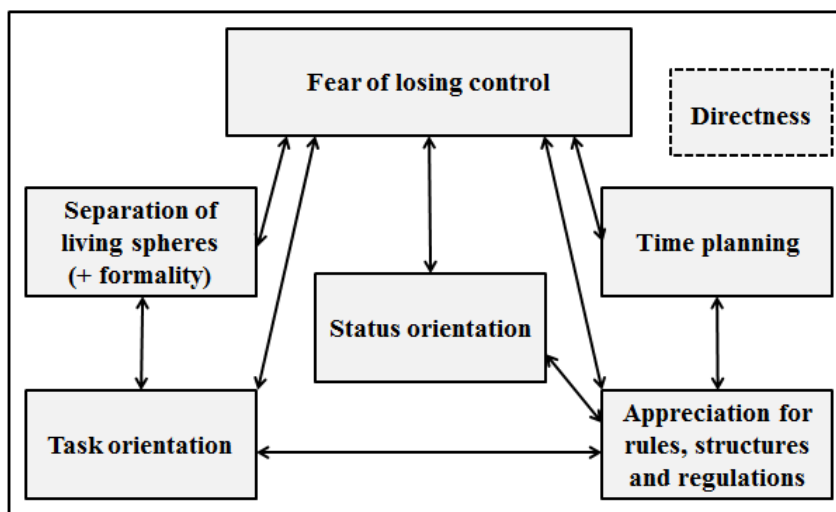 Fear of losing control
Directness
Separation of
living spheres
(+ formality)
Time planning
Status orientation
Task orientation
Appreciation for
rules, structures
and regulations